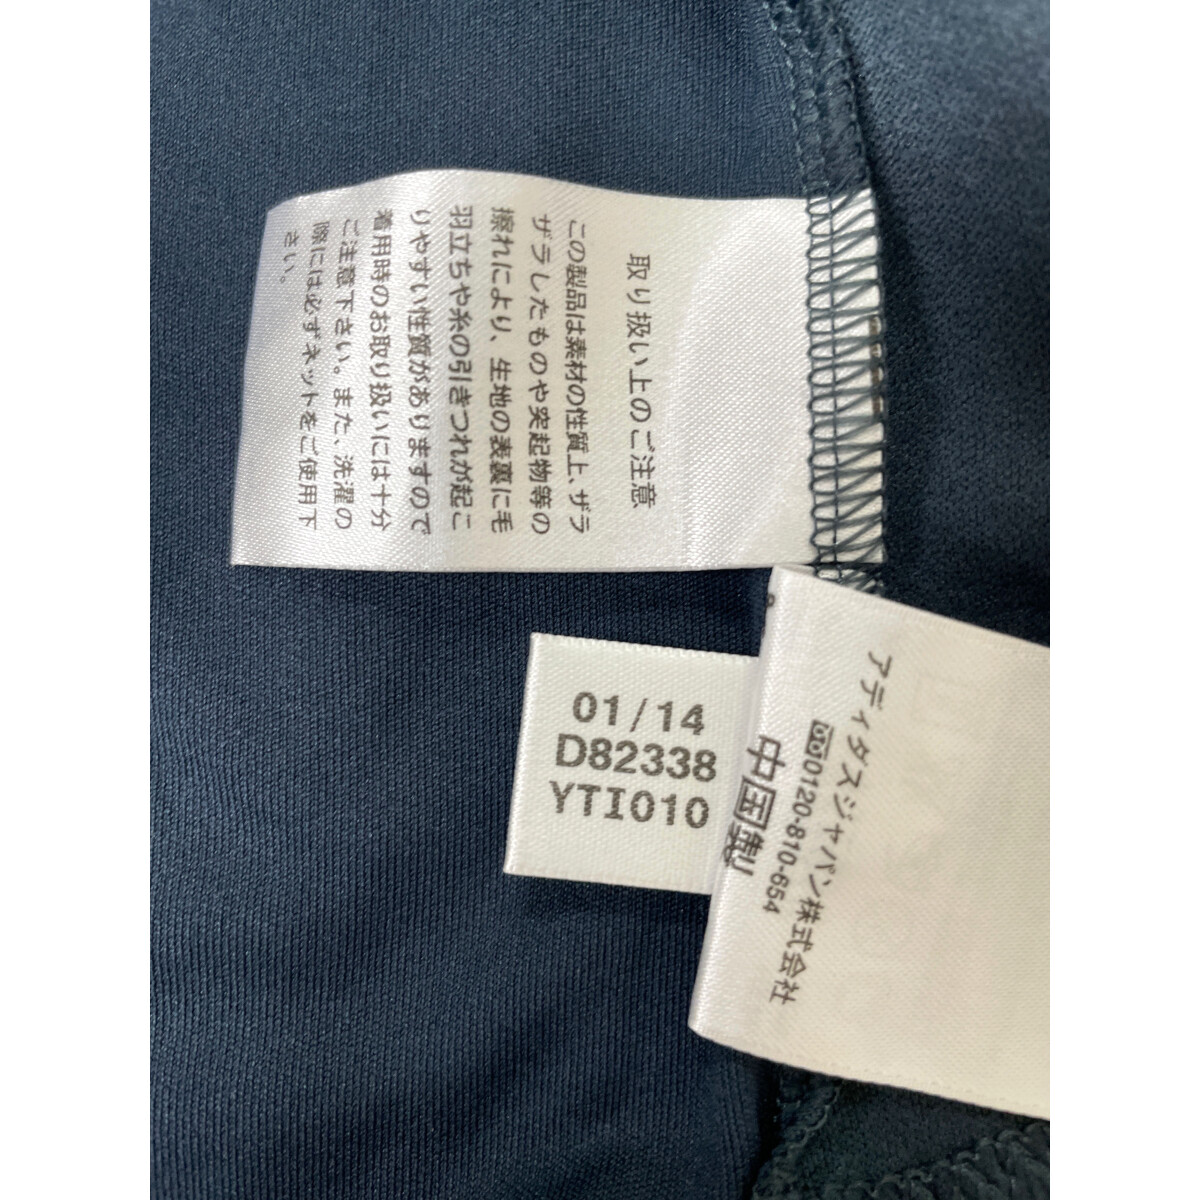 取り扱い上のご注意
この製品は素材の性質上、ザラ
ザラしたものや突起物等の
擦れにより、生地の表裏に毛
羽立ちや糸の引きつれが起こ
りやすい性質がありますので
着用時のお取り扱いには十分
ご注意下さい。また、洗濯の
際には必ずネットをご使用下
さい。
01/14
D82338
YTI010
アディダスジャパン株式会社
0120-810-654
中国製